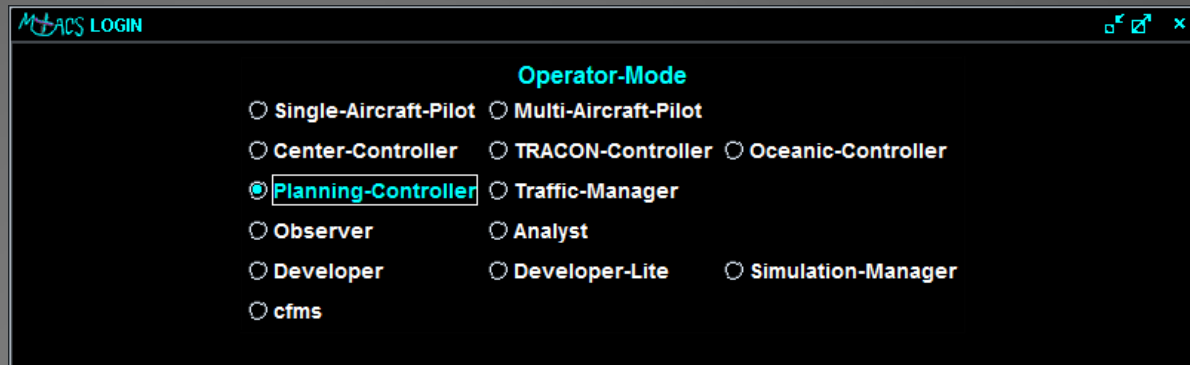 MACS LOGIN
Operator-Mode
Single-Aircraft-Pilot Multi-Aircraft-Pilot
Center-Controller TRACON-Controller Oceanic-Controller
Planning-Controller Traffic-Manager
Observer Analyst
Developer Developer-Lite Simulation-Manager
cfms